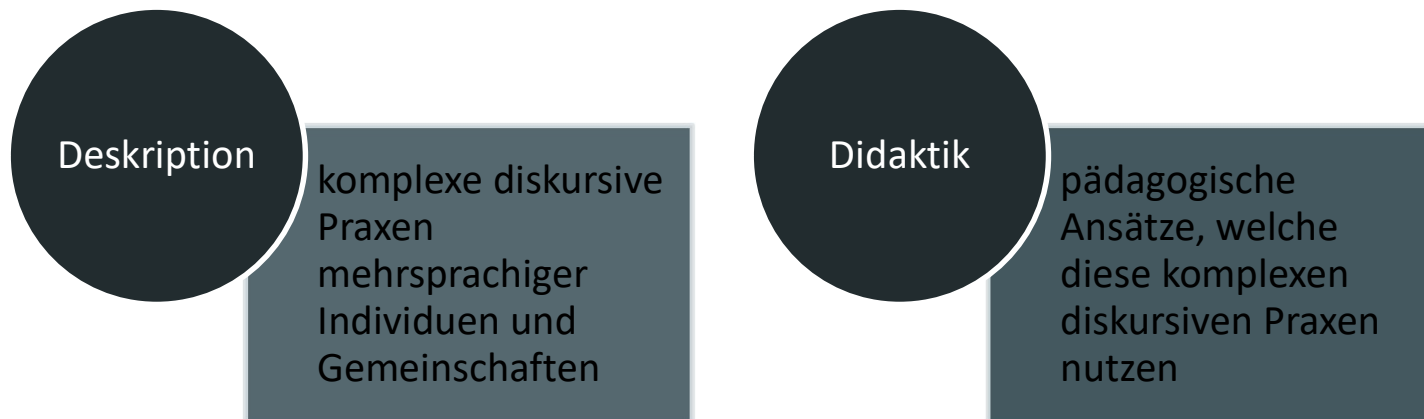 Deskription
komplexe diskursive
Praxen
mehrsprachiger
Individuen und
Gemeinschaften
Didaktik
pädagogische
Ansätze, welche
diese komplexen
diskursiven Praxen
nutzen